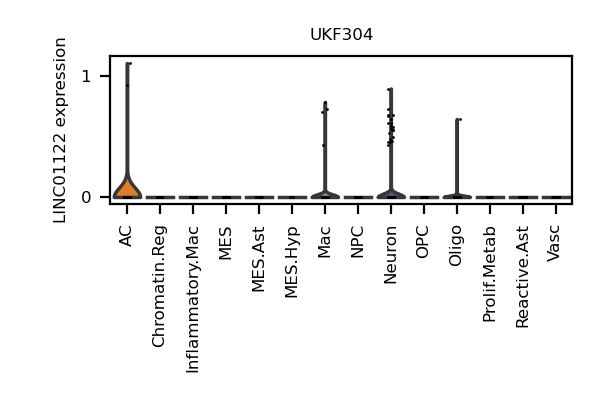 UKF304
LINC01122 expression
1
0
AC
Chromatin.Reg
Inflammatory.Mac
MES
MES.Ast
MES.Hyp
Mac
NPC
Neuron
OPC
Oligo
Prolif.Metab
Reactive.Ast
Vasc